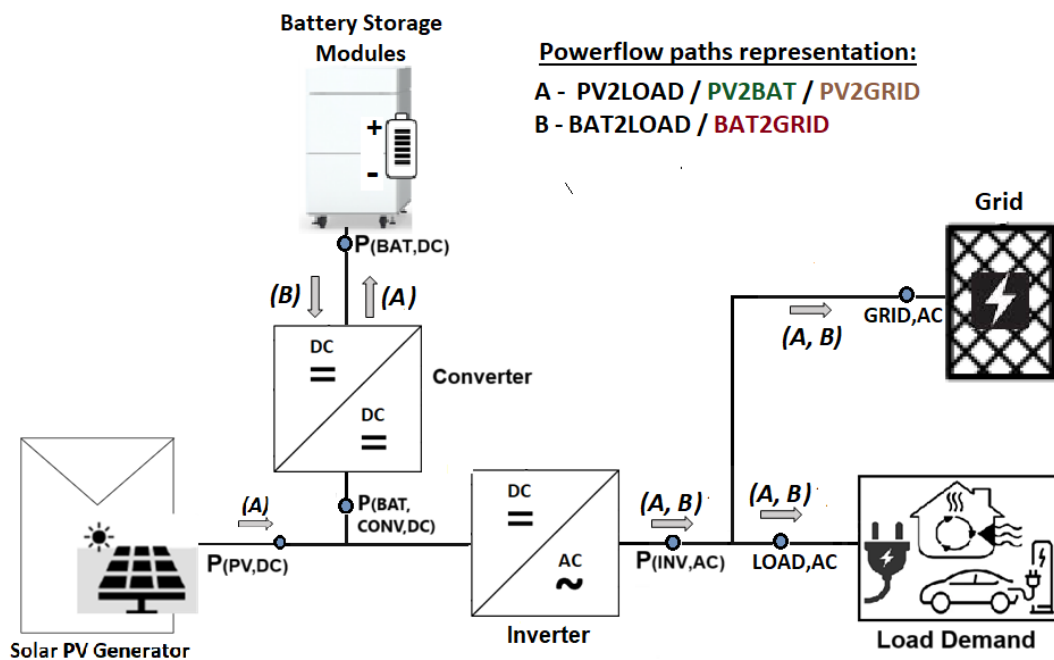 Battery Storage
Modules
Powerflow paths representation:
A - PV2LOAD / PV2BAT / PV2GRID
B - BAT2LOAD / BAT2GRID
+
-
Grid
P(BAT,DC)
(B)
(A)
GRID,AC
(A, B)
DC
=
Converter
DC
=
P(BAT,
CONV,DC)
(A)
P(PV,DC)
DC
=
AC
~
Inverter
(A, B)
P(INV,AC)
(A, B)
LOAD,AC
Solar PV Generator
Load Demand